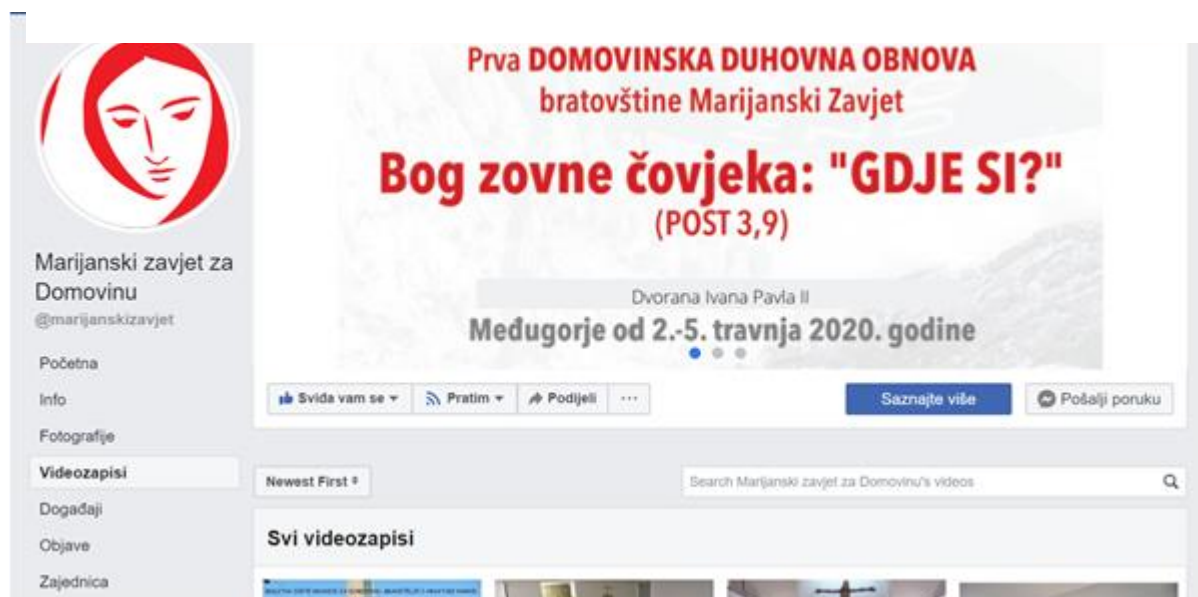 Prva DOMOVINSKA DUHOVNA OBNOVA
bratovštine Marijanski Zavjet
Bog zovne čovjeka: "GDJE SI?"
(POST 3,9)
Dvorana Ivana Pavla II
Međugorje od 2.-5. travnja 2020. godine
Marijanski zavjet za
Domovinu
@marijanskizavjet
Početna
Info
Fotografije
Videozapisi
Događaji
Objave
Zajednica
Sviđa vam se
Pratim
Podijeli
...
Saznajte više
Pošalji poruku
Newest First
Search Marijanski zavjet za Domovinu's videos
Svi videozapisi